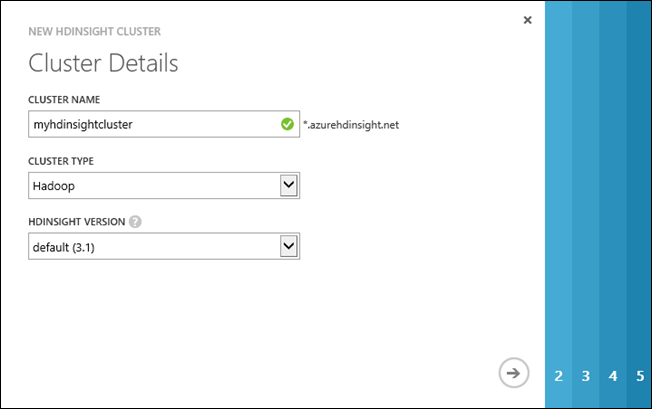 NEW HDINSIGHT CLUSTER
Cluster Details
CLUSTER NAME
myhdinsightcluster *.azurehdinsight.net
CLUSTER TYPE
Hadoop
HDINSIGHT VERSION ?
default (3.1)
2 3 4 5